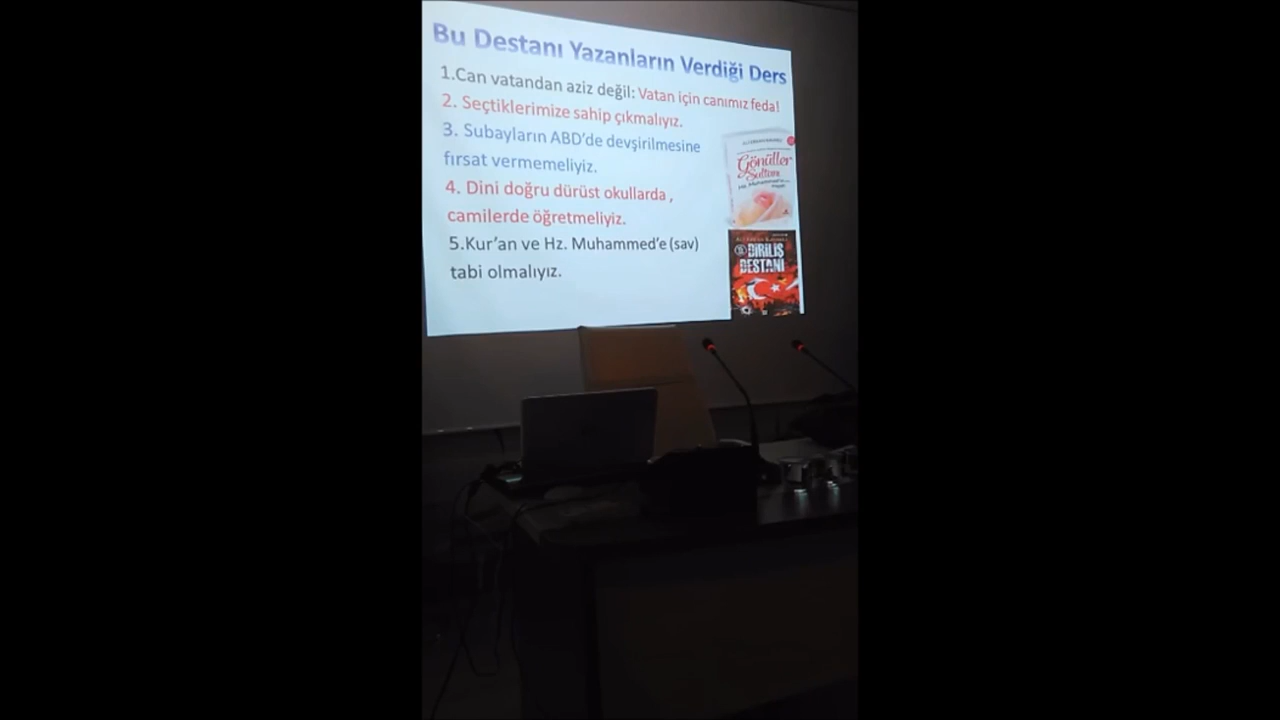 Bu Destanı Yazanların Verdiği Ders
1.Can vatandan aziz değil: Vatan için canımız feda!
2. Seçtiklerimize sahip çıkmalıyız.
3. Subayların ABD'de devşirilmesine
fırsat vermemeliyiz.
4. Dini doğru dürüst okullarda ,
camilerde öğretmeliyiz.
5.Kur'an ve Hz. Muhammed'e (sav)
tabi olmalıyız.
Gönüller
Sultanı
Hz. Muhammed'in
DİRİLİŞ
DESTANI